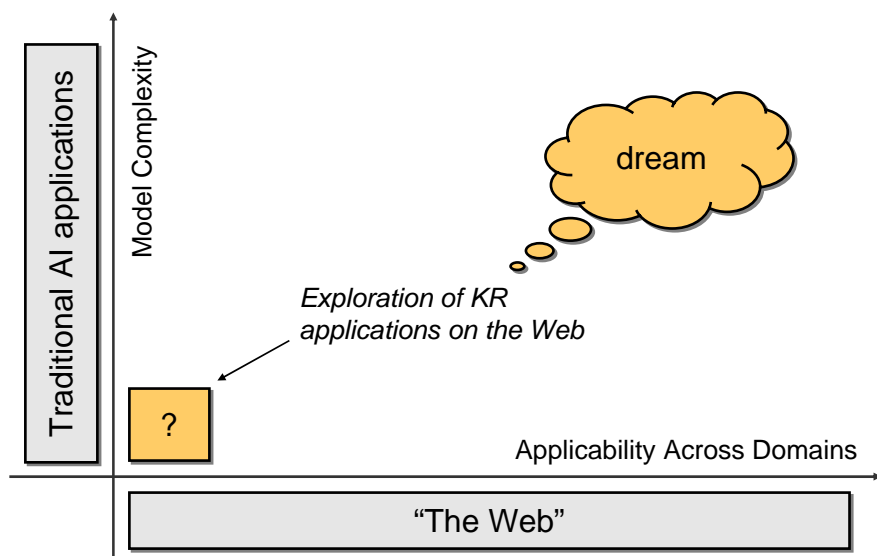 Traditional AI applications
Model Complexity
dream
Exploration of KR
applications on the Web
?
Applicability Across Domains
“The Web”